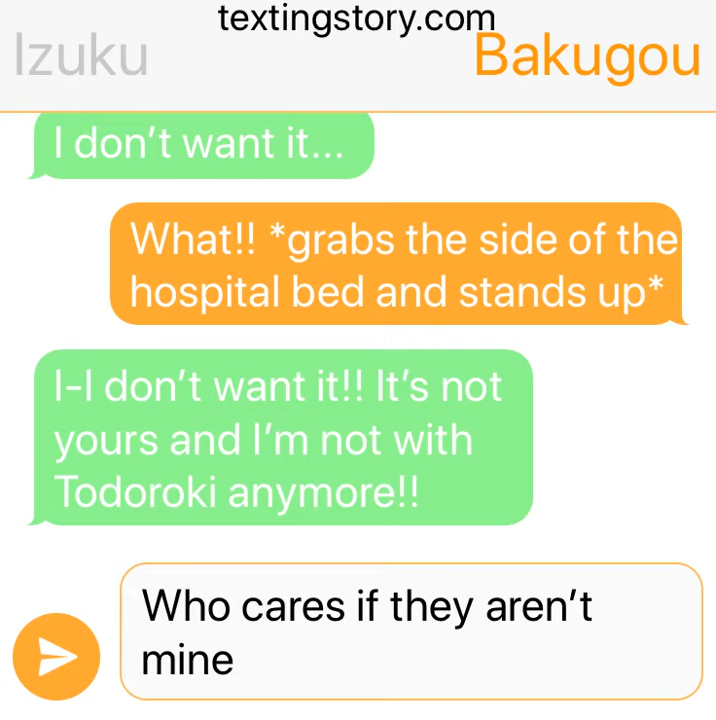 textingstory.com
Izuku
Bakugou
I don't want it...
What!! *grabs the side of the
hospital bed and stands up*
I-I don't want it!! It's not
yours and I'm not with
Todoroki anymore!!
Who cares if they aren't
mine